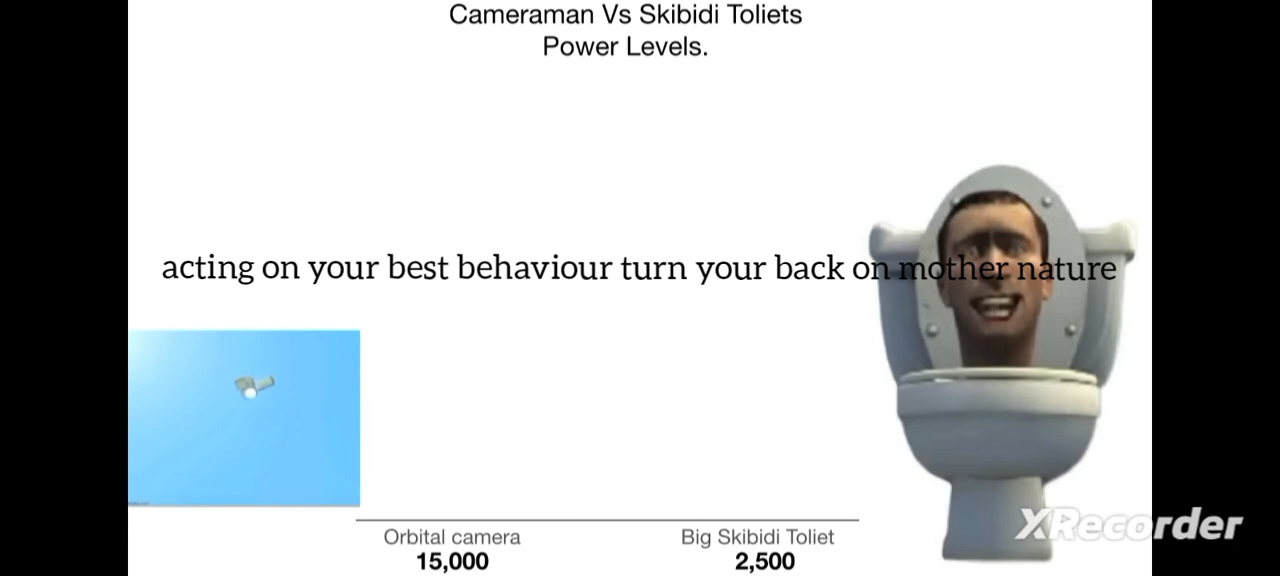 Cameraman Vs Skibidi Toliets
Power Levels.
acting on your best behaviour turn your back on mother nature
Orbital camera
15,000
Big Skibidi Toliet
2,500
XRecorder